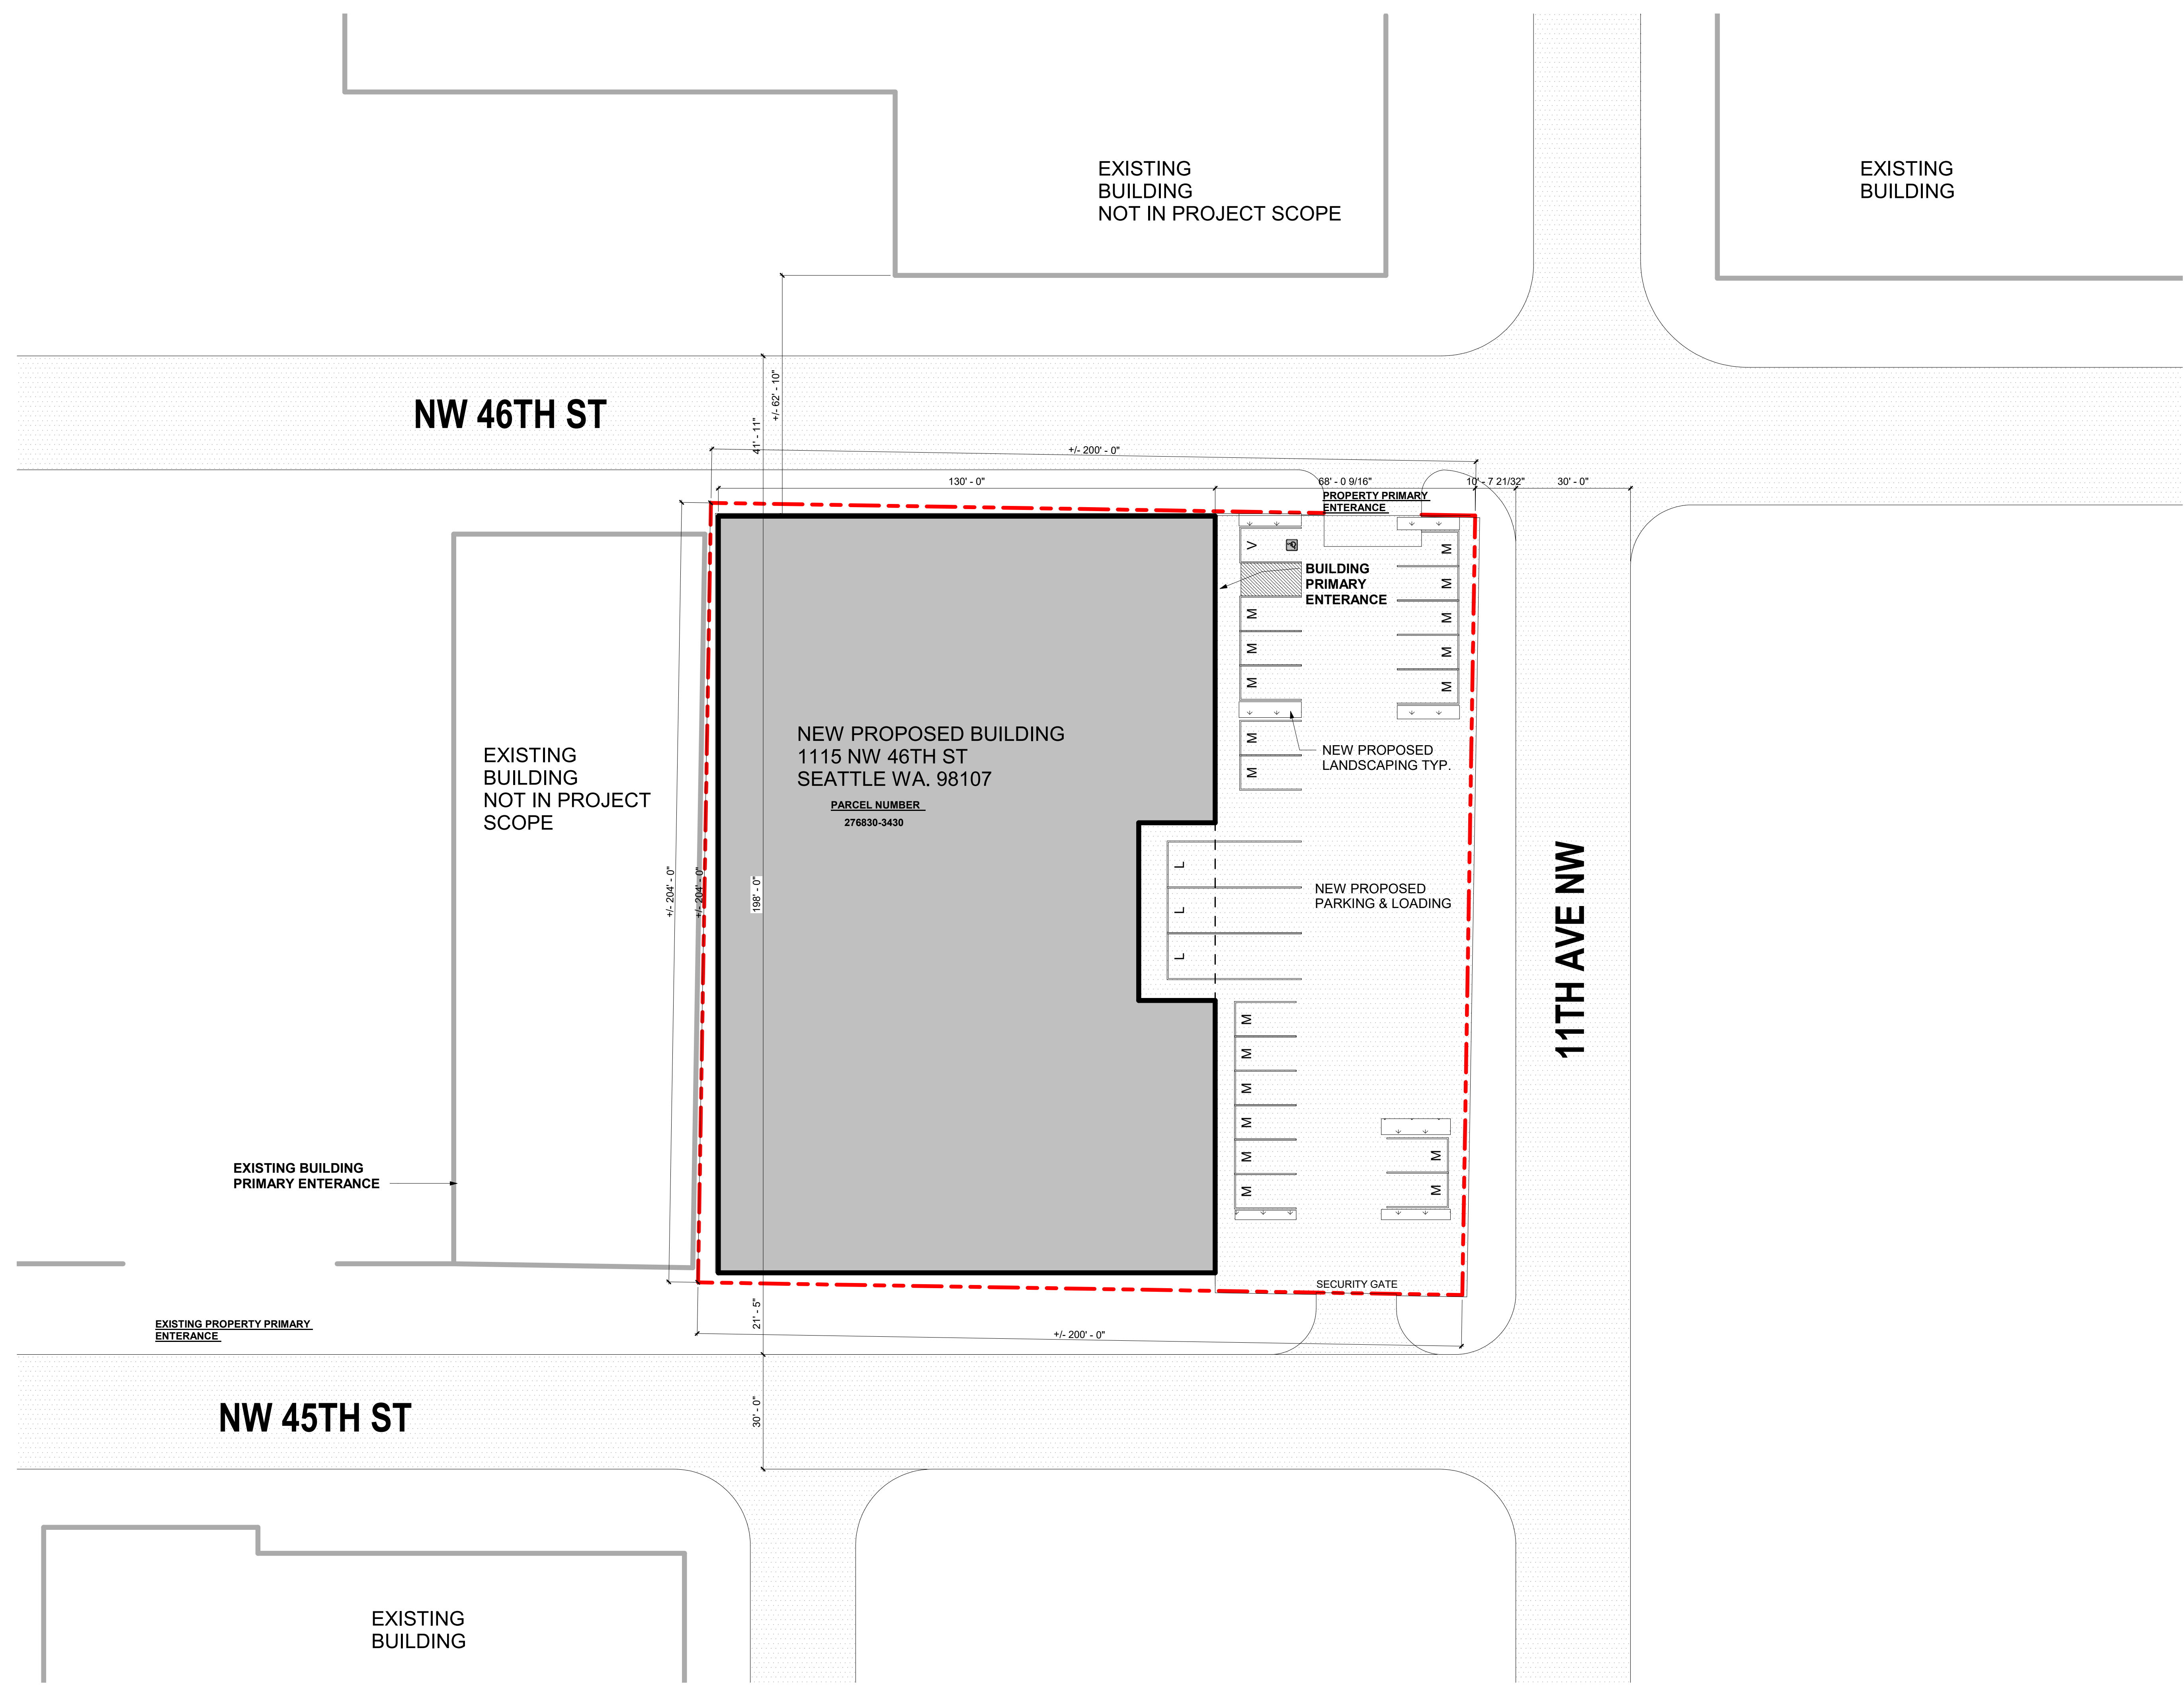 EXISTING
BUILDING
NOT IN PROJECT SCOPE
EXISTING
BUILDING
NW 46TH ST
41' - 11"
+/- 62' - 10"
+/- 200' - 0"
130' - 0"
68' - 0 9/16"
10' - 7 21/32"
30' - 0"
PROPERTY PRIMARY
ENTERANCE
V
M
M
BUILDING
PRIMARY
ENTERANCE
M
M
M
M
M
M
M
M
NEW PROPOSED
LANDSCAPING TYP.
NEW PROPOSED BUILDING
1115 NW 46TH ST
SEATTLE WA. 98107
PARCEL NUMBER
276830-3430
EXISTING
BUILDING
NOT IN PROJECT
SCOPE
+/- 204' - 0"
+/- 204' - 0"
198' - 0"
L
L
L
NEW PROPOSED
PARKING & LOADING
11TH AVE NW
M
M
M
M
M
M
M
M
EXISTING BUILDING
PRIMARY ENTERANCE
SECURITY GATE
21' - 5"
+/- 200' - 0"
EXISTING PROPERTY PRIMARY
ENTERANCE
NW 45TH ST
30' - 0"
EXISTING
BUILDING